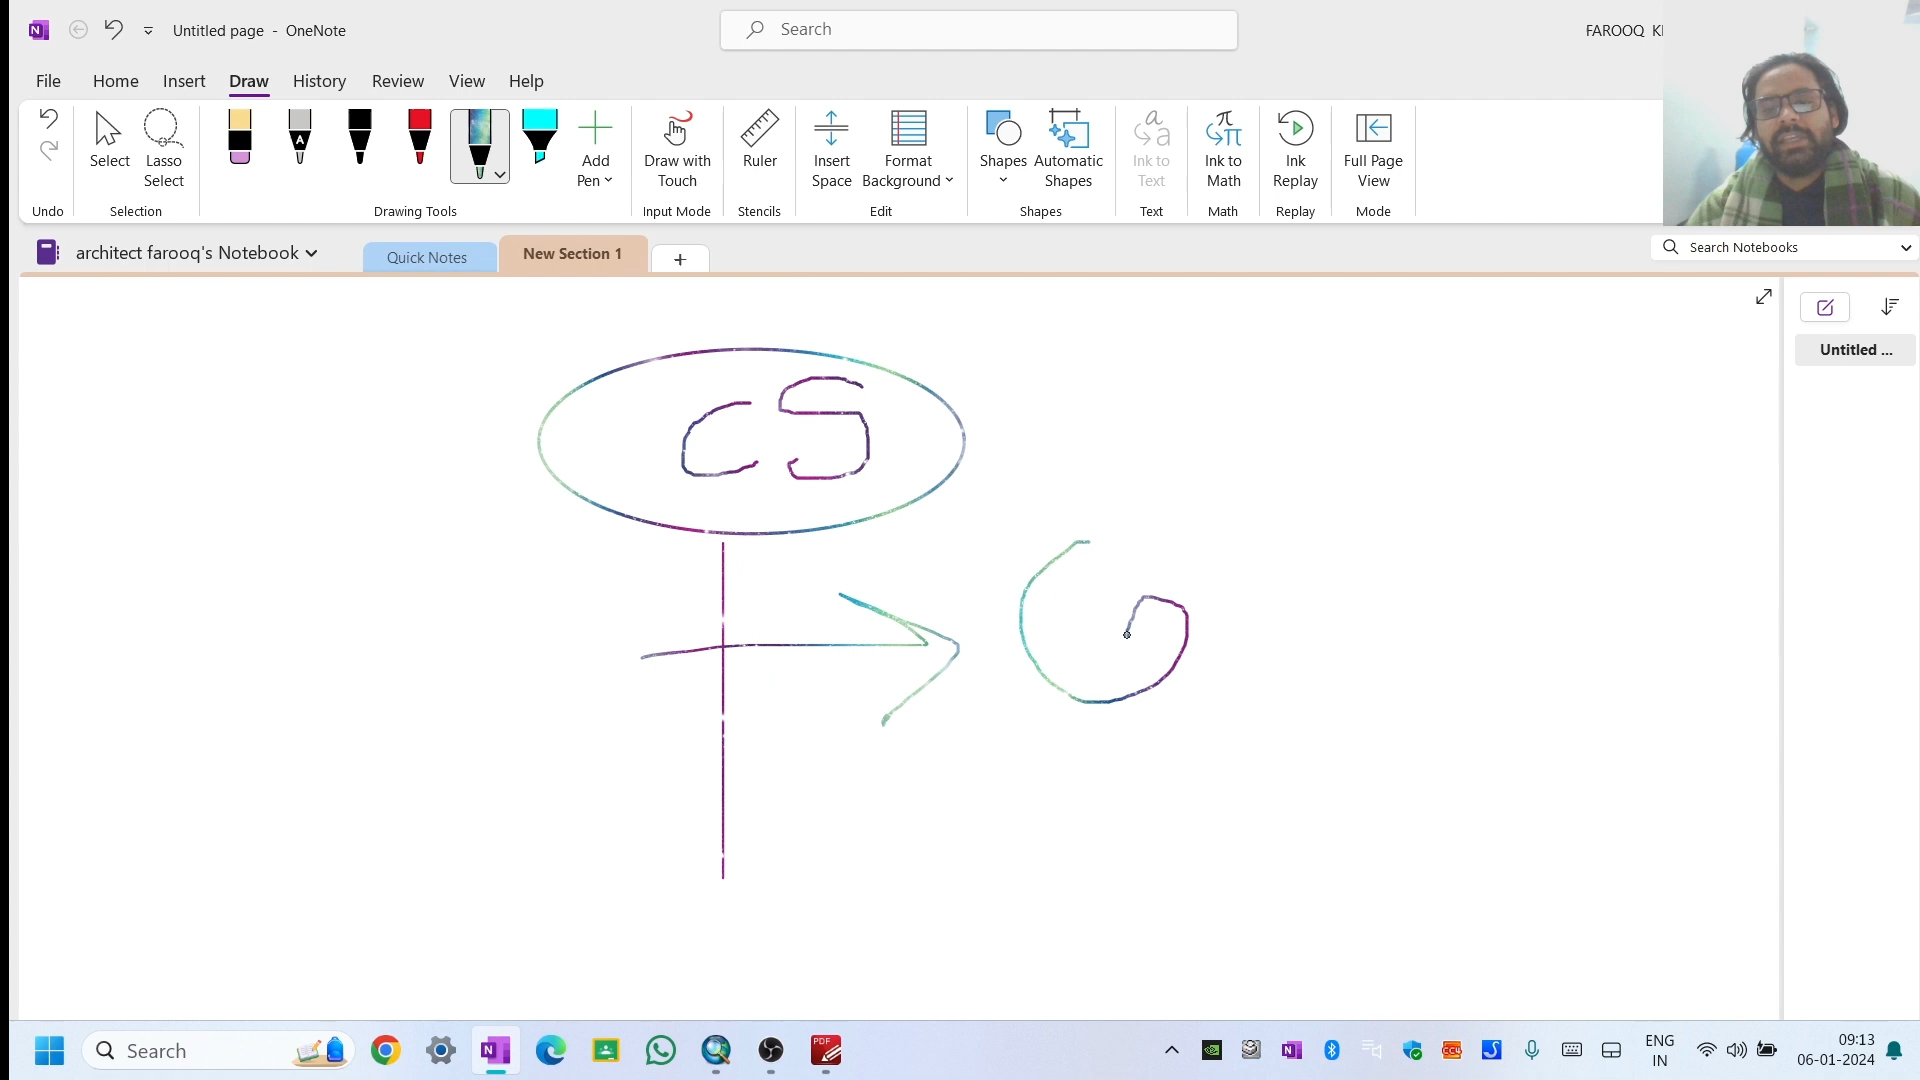 Untitled page - OneNote
Search
FAROOQ
File Home Insert Draw History Review View Help
Select
Lasso Select
A
Add Pen
Draw with Touch
Ruler
Insert Space
Format Background
Shapes
Automatic Shapes
a
a
Ink to Text
π
π
Ink to Math
Ink Replay
Full Page View
Undo Selection Drawing Tools Input Mode Stencils Edit Shapes Text Math Replay Mode
architect farooq's Notebook
Quick Notes
New Section 1
+
Search Notebooks
Untitled ...
CS
G
Search
PDF
ENG
IN
09:13
06-01-2024